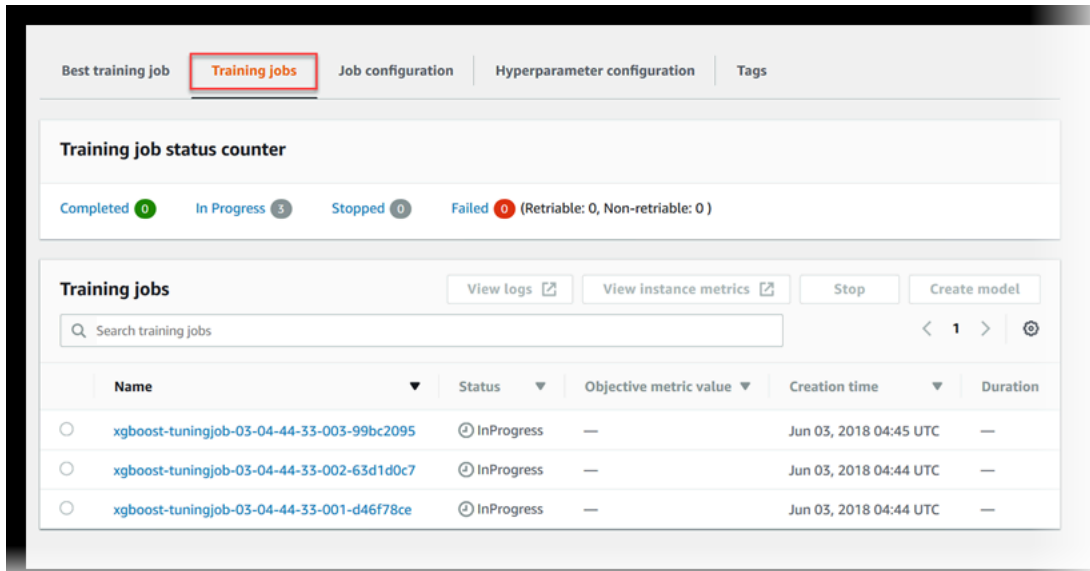 Best training job Training jobs Job configuration Hyperparameter configuration Tags
Training job status counter
Completed 0 In Progress 3 Stopped 0 Failed 0 (Retriable: 0, Non-retriable: 0 )
Training jobs View logs View instance metrics Stop Create model
Search training jobs 1
Name Status Objective metric value Creation time Duration
xgboost-tuningjob-03-04-44-33-003-99bc2095 InProgress — Jun 03, 2018 04:45 UTC —
xgboost-tuningjob-03-04-44-33-002-63d1d0c7 InProgress — Jun 03, 2018 04:44 UTC —
xgboost-tuningjob-03-04-44-33-001-d46f78ce InProgress — Jun 03, 2018 04:44 UTC —